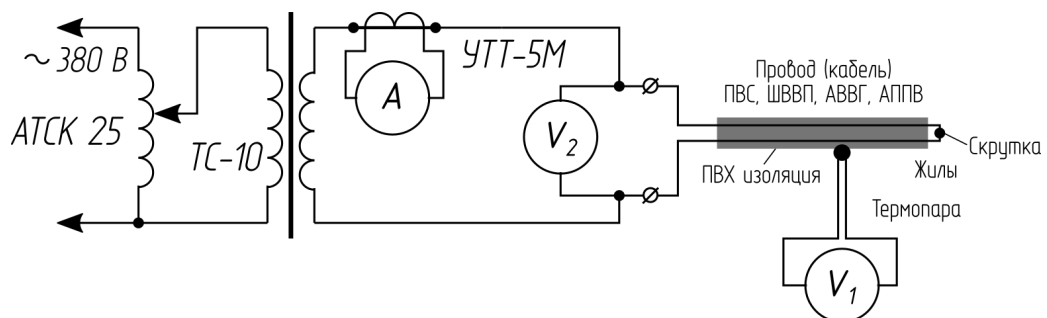 ~ 380 В
АТСК 25
ТС-10
А
УТТ-5М
V2
Провод (кабель)
ПВС, ШВВП, АВВГ, АППВ
Скрутка
ПВХ изоляция
Жилы
Термопара
V1